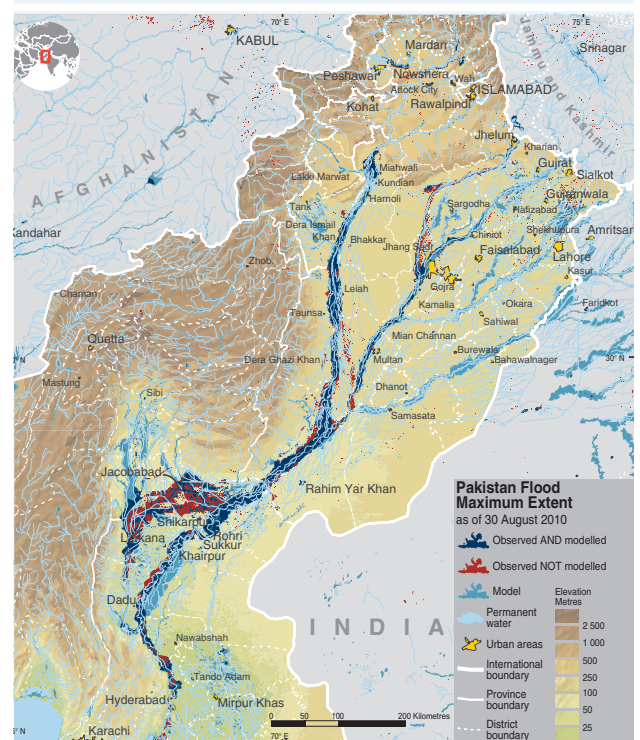 70° E
75° E
KABUL
Mardan
Srinagar
Peshawar
Nowshera
Wah
Attock City
ISLAMABAD
Kohat
Rawalpindi
Jammu and Kashmir
AFGHANISTAN
Jhelum
Kharian
Miahwali
Gujrat
Lakki Marwat
Kundian
Sialkot
Harnoli
Gujranwala
Tank
Sargodha
Hafizabad
Dera Ismail
Khan
Chiniot
Shekhupura
Amritsar
Kandahar
Bhakkar
Jhang Sadr
Faisalabad
Lahore
Zhob
Kasur
Gojra
Chaman
Leiah
Kamalia
Okara
Faridkot
Taunsa
Sahiwal
Quetta
Mian Channan
Burewala
30° N
Dera Ghazi Khan
Multan
Bahawalnager
Mastung
Dhanot
Sibi
Samasata
Jacobabad
Rahim Yar Khan
Shikarpur
Larkana
Rohri
Sukkur
Khairpur
Dadu
INDIA
Nawabshah
Tando Adam
Hyderabad
Mirpur Khas
Karachi
0 50 100 200 Kilometres
70° E
Pakistan Flood
Maximum Extent
as of 30 August 2010
Observed AND modelled
Observed NOT modelled
Model
Permanent
water
Urban areas
International
boundary
Province
boundary
District
boundary
Elevation
Metres
2 500
1 000
500
250
100
50
25